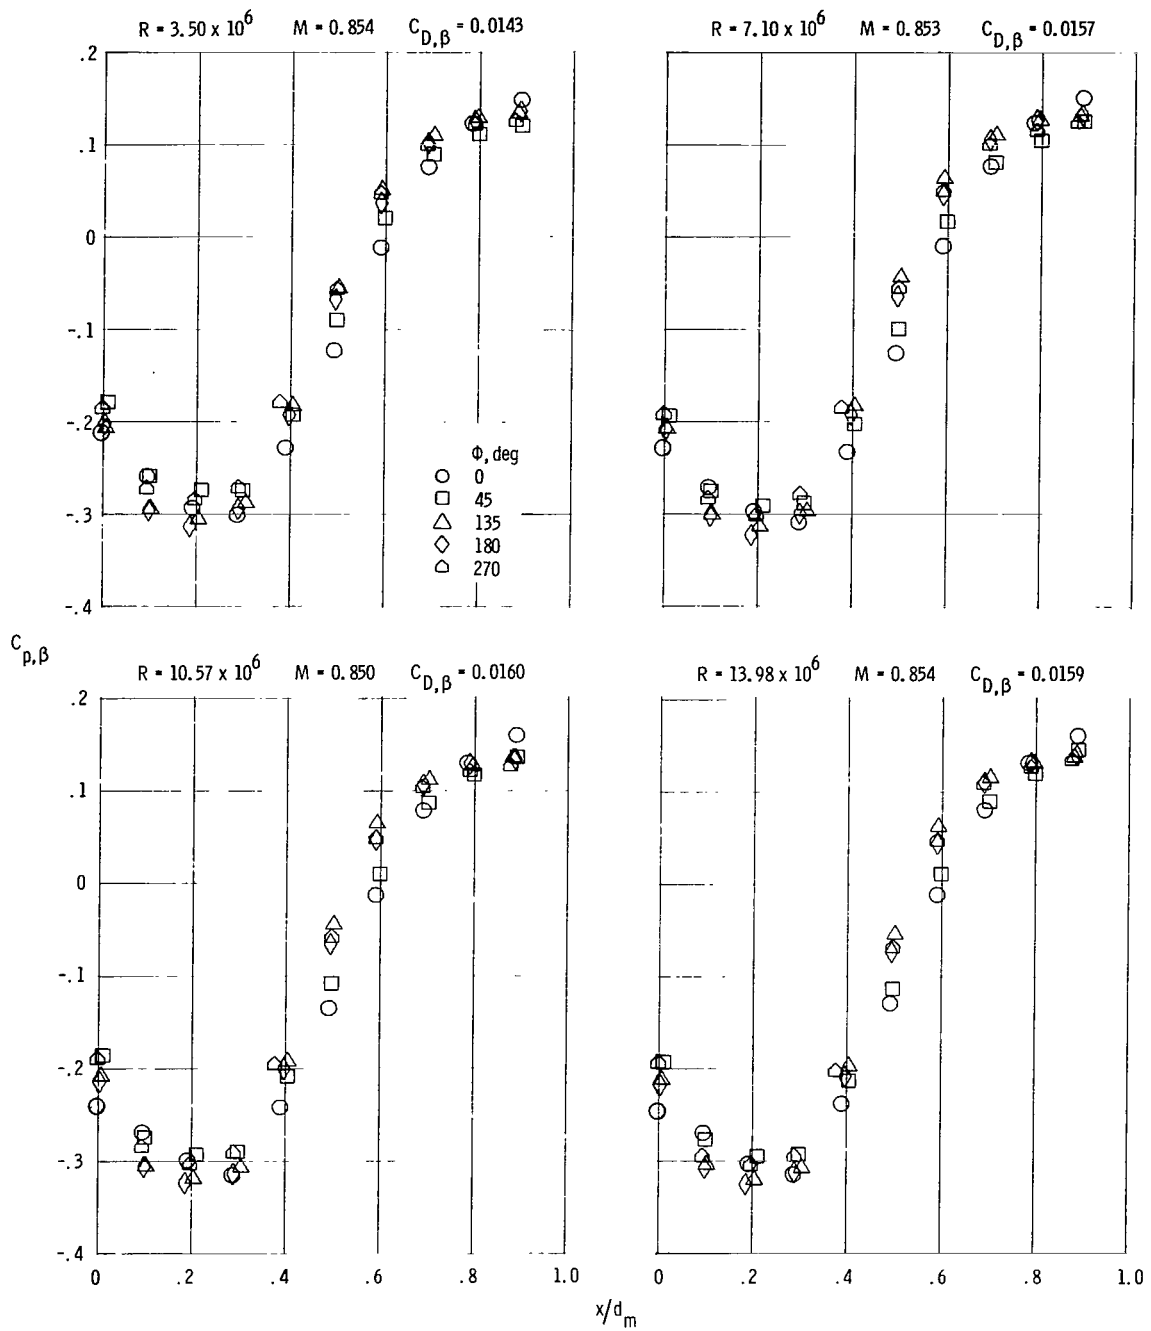 R = 3.50 x 10^6 M = 0.854 C_D,β = 0.0143
R = 7.10 x 10^6 M = 0.853 C_D,β = 0.0157
.2
.1
0
-.1
-.2
-.3
-.4
Φ, deg
0
45
135
180
270
C_p,β
R = 10.57 x 10^6 M = 0.850 C_D,β = 0.0160
R = 13.98 x 10^6 M = 0.854 C_D,β = 0.0159
.2
.1
0
-.1
-.2
-.3
-.4
0 .2 .4 .6 .8 1.0
0 .2 .4 .6 .8 1.0
x/d_m